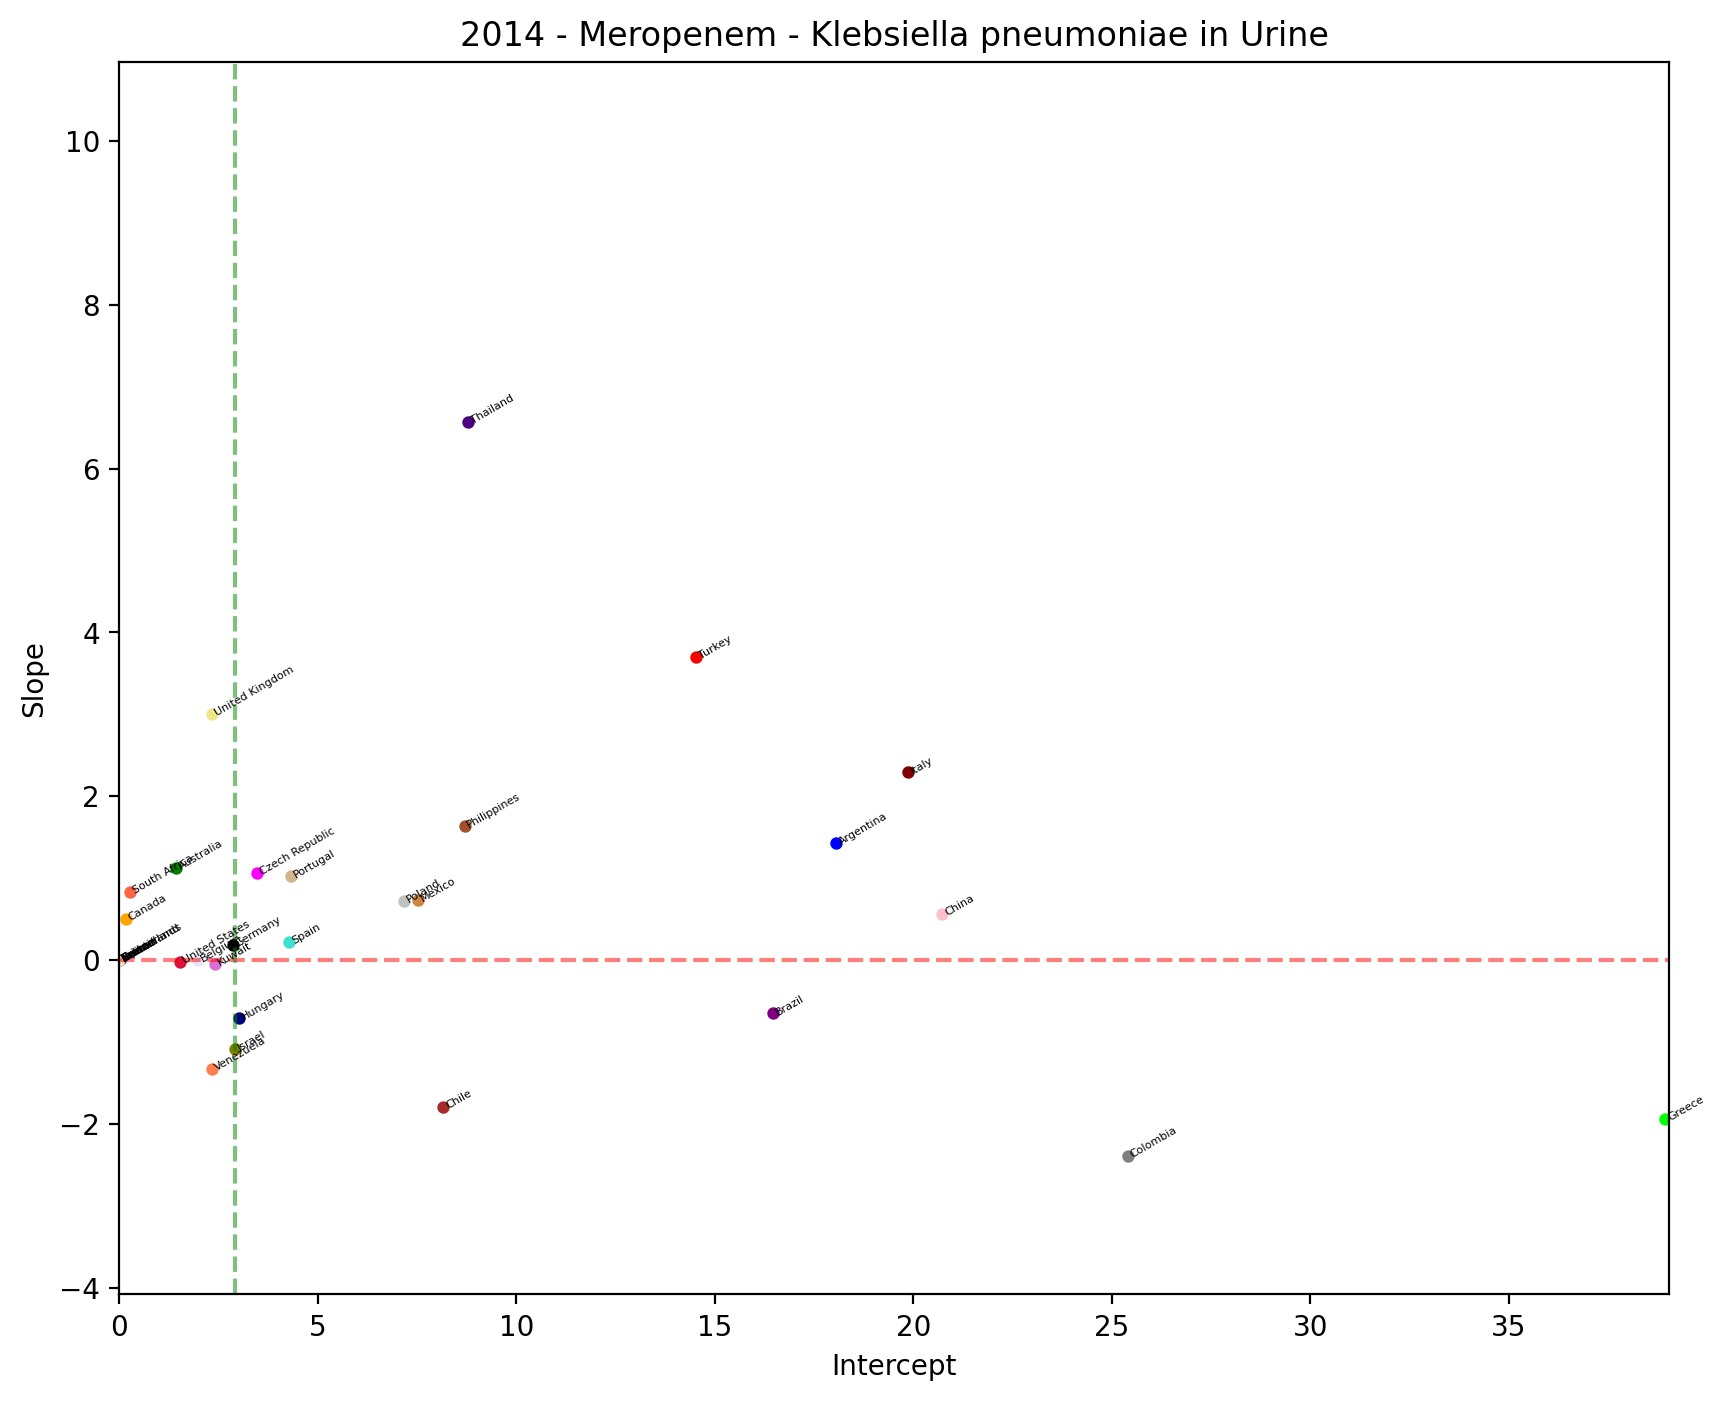 2014 - Meropenem - Klebsiella pneumoniae in Urine
10
8
6
4
2
0
−2
−4
Slope
Thailand
Turkey
United Kingdom
Italy
Philippines
Argentina
Czech Republic
Australia
Portugal
South Africa
Poland
Mexico
China
Canada
United States
Germany
Spain
Belgium
Kuwait
Hungary
Brazil
Israel
Venezuela
Chile
Greece
Colombia
0
5
10
15
20
25
30
35
Intercept